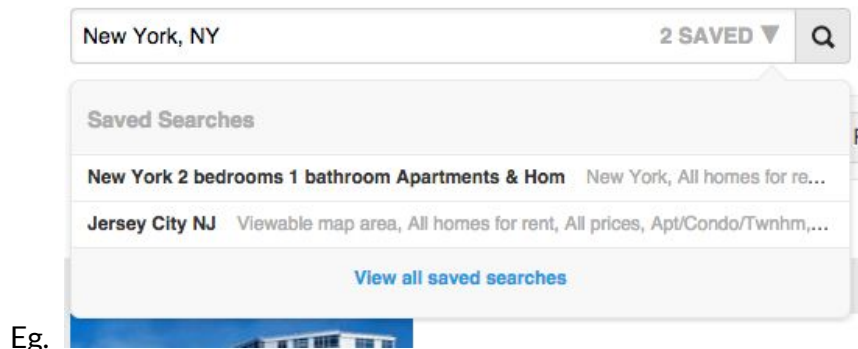 New York, NY 2 SAVED ▼
Saved Searches
New York 2 bedrooms 1 bathroom Apartments & Hom New York, All homes for re...
Jersey City NJ Viewable map area, All homes for rent, All prices, Apt/Condo/Twnhm,...
View all saved searches
Eg.